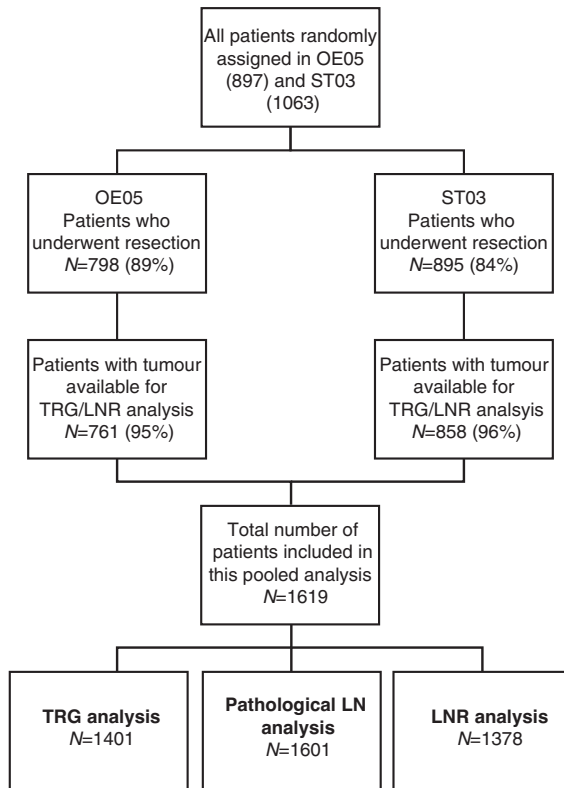 All patients randomly
assigned in OE05
(897) and ST03
(1063)
OE05
Patients who
underwent resection
N=798 (89%)
ST03
Patients who
underwent resection
N=895 (84%)
Patients with tumour
available for
TRG/LNR analysis
N=761 (95%)
Patients with tumour
available for
TRG/LNR analsyis
N=858 (96%)
Total number of
patients included in
this pooled analysis
N=1619
TRG analysis
N=1401
Pathological LN
analysis
N=1601
LNR analysis
N=1378